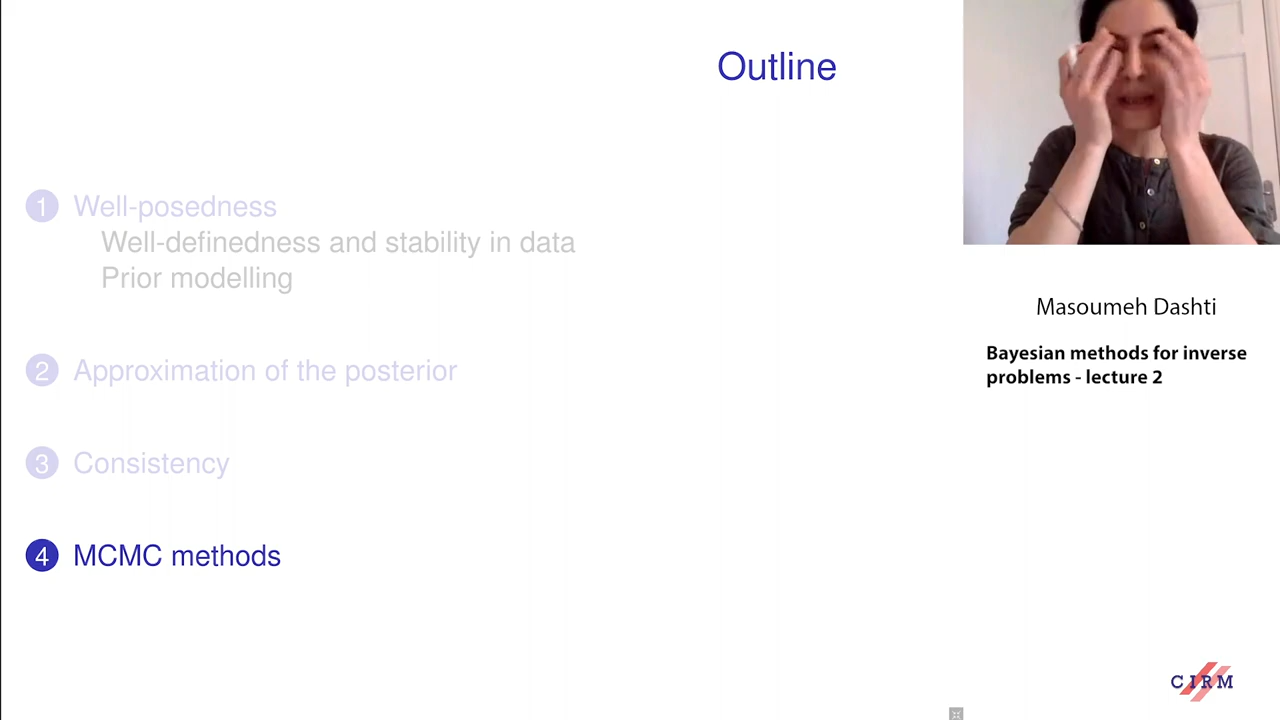 Outline
1 Well-posedness
Well-definedness and stability in data
Prior modelling
2 Approximation of the posterior
3 Consistency
4 MCMC methods
Masoumeh Dashti
Bayesian methods for inverse
problems - lecture 2
CIRM